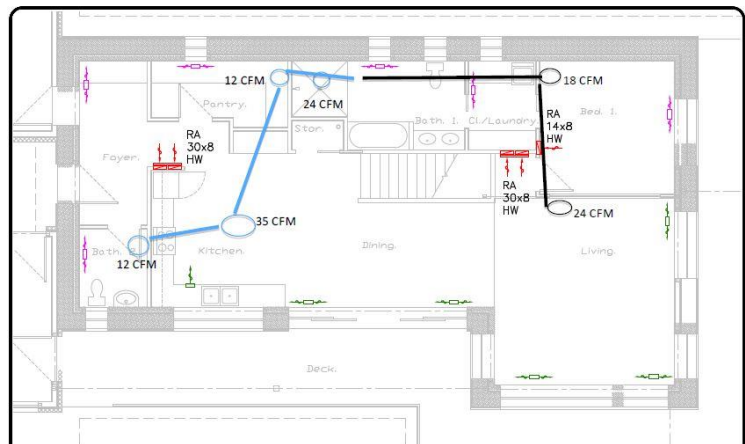 12 CFM
18 CFM
24 CFM
Pantry.
Bed. 1.
RA
14x8
HW
Stor.
Bath 1.
Cl./Laundry
RA
30x8
HW
Foyer.
RA
30x8
HW
35 CFM
24 CFM
Kitchen.
Dining.
Living.
Bath
12 CFM
Deck.